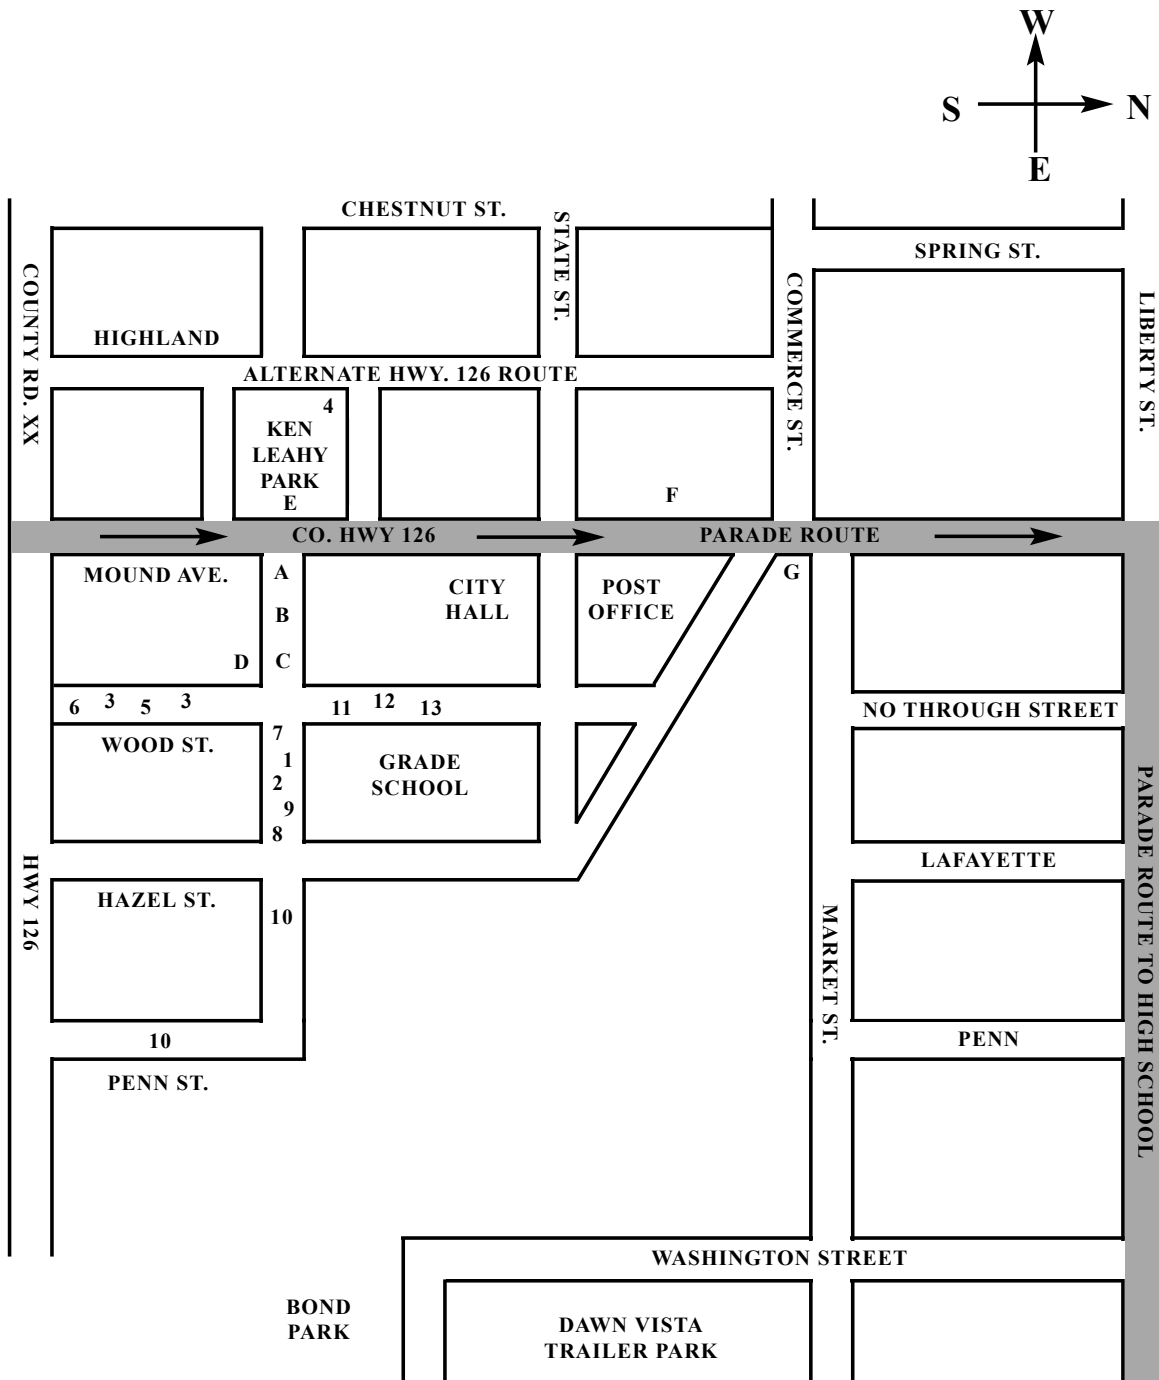 W
S
N
E
CHESTNUT ST.
STATE ST.
SPRING ST.
COUNTY RD. XX
COMMERCE ST.
LIBERTY ST.
HIGHLAND
ALTERNATE HWY. 126 ROUTE
4
KEN
LEAHY
PARK
E
F
CO. HWY 126
PARADE ROUTE
MOUND AVE.
A
B
C
D
CITY
HALL
POST
OFFICE
G
6
3
5
3
11
12
13
NO THROUGH STREET
WOOD ST.
7
1
2
9
8
GRADE
SCHOOL
PARADE ROUTE TO HIGH SCHOOL
LAFAYETTE
HWY 126
HAZEL ST.
10
MARKET ST.
10
PENN
PENN ST.
WASHINGTON STREET
BOND
PARK
DAWN VISTA
TRAILER PARK